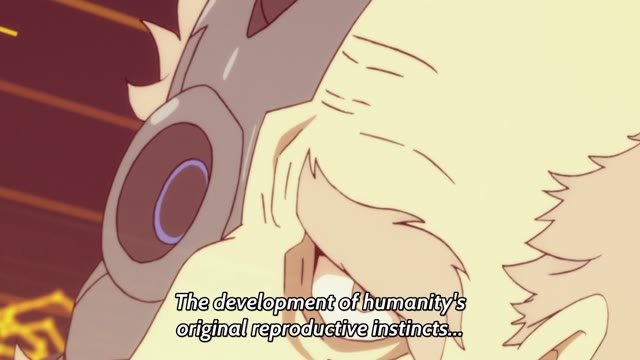 The development of humanity's
original reproductive instincts...